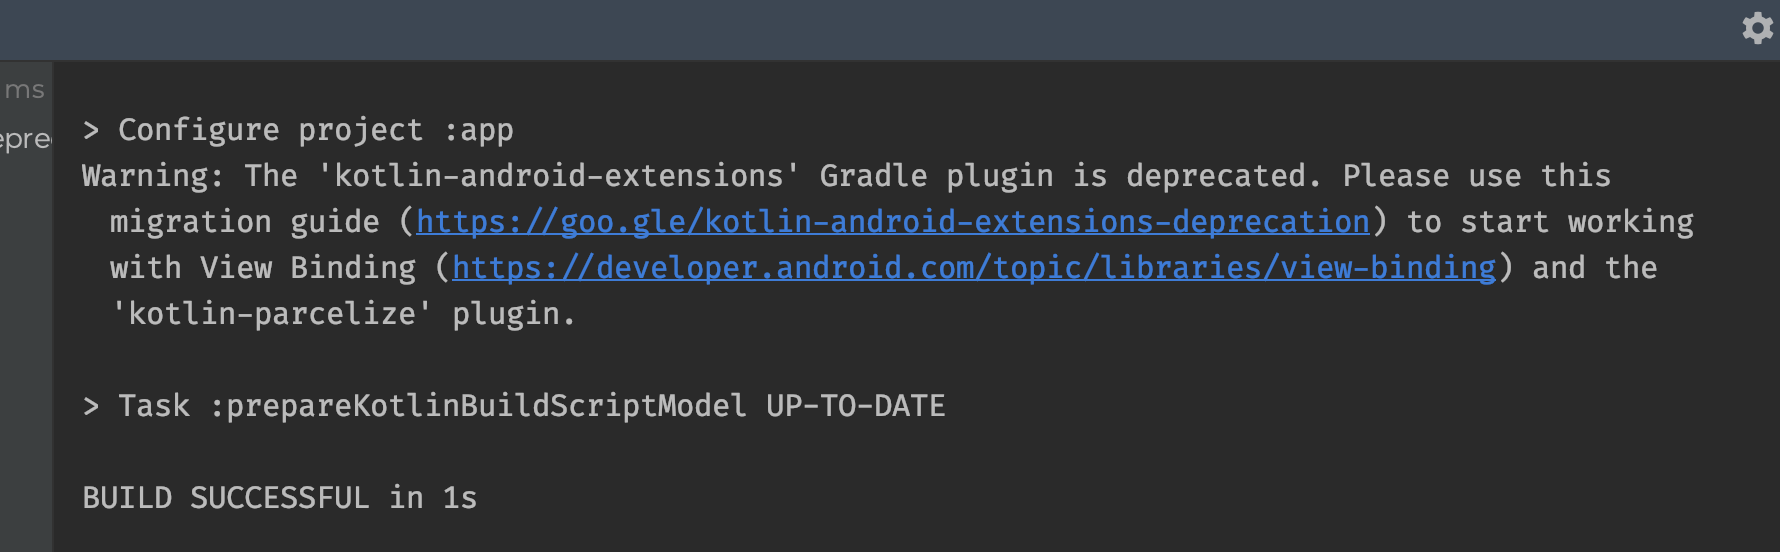 ms
> Configure project :app
epre
Warning: The 'kotlin-android-extensions' Gradle plugin is deprecated. Please use this
migration guide (https://goo.gle/kotlin-android-extensions-deprecation) to start working
with View Binding (https://developer.android.com/topic/libraries/view-binding) and the
'kotlin-parcelize' plugin.
> Task :prepareKotlinBuildScriptModel UP-TO-DATE
BUILD SUCCESSFUL in 1s